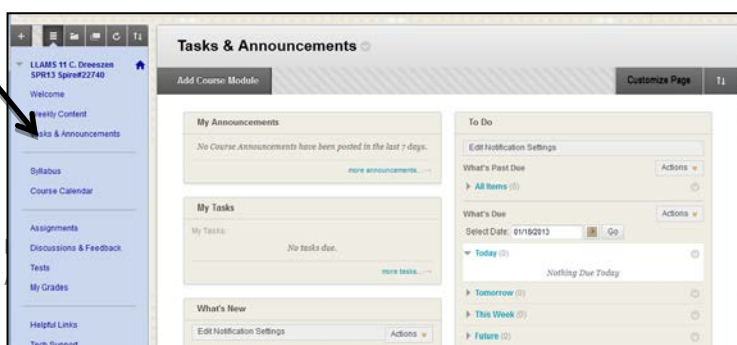 LLAMS 11 C. Dreeszen
SPR13 Spire#22740
Welcome
Weekly Content
Tasks & Announcements
Syllabus
Course Calendar
Assignments
Discussions & Feedback
Tests
My Grades
Helpful Links
Tech Support
Tasks & Announcements
Add Course Module
Customize Page
My Announcements
No Course Announcements have been posted in the last 7 days.
more announcements...
My Tasks
My Tasks:
No tasks due.
more tasks...
What's New
Edit Notification Settings
Actions
To Do
Edit Notification Settings
What's Past Due
Actions
All Items (0)
What's Due
Actions
Select Date: 01/18/2013 Go
Today (0)
Nothing Due Today
Tomorrow (0)
This Week (0)
Future (0)